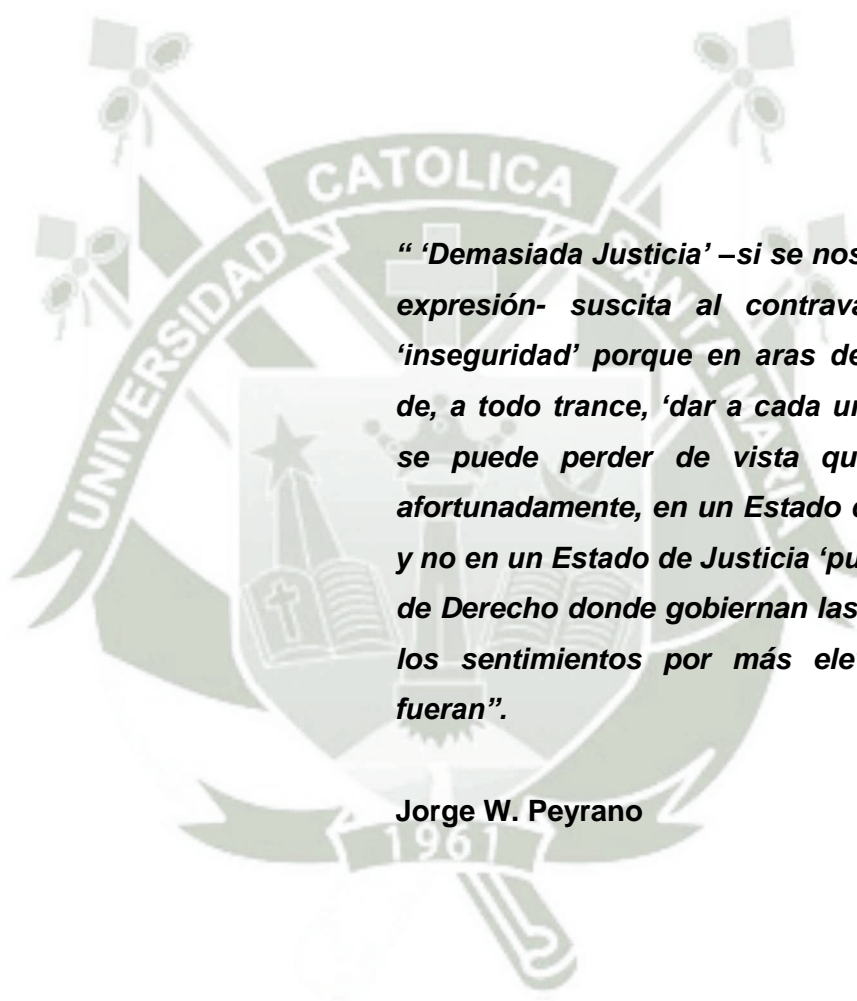 UNIVERSIDAD CATOLICA SANTA MARI
“ ‘Demasiada Justicia’ –si se nos
expresión- suscita al contrava
‘inseguridad’ porque en aras de
de, a todo trance, ‘dar a cada un
se puede perder de vista qu
afortunadamente, en un Estado
y no en un Estado de Justicia ‘pu
de Derecho donde gobiernan las
los sentimientos por más ele
fueran”.
Jorge W. Peyrano
1961